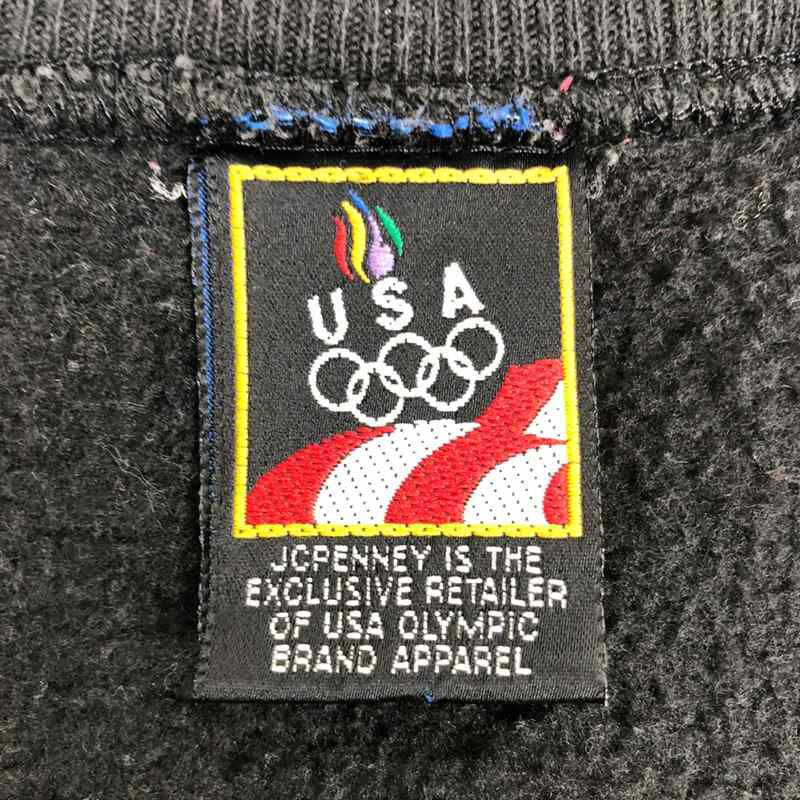 USA
JCPENNEY IS THE
EXCLUSIVE RETAILER
OF USA OLYMPIC
BRAND APPAREL